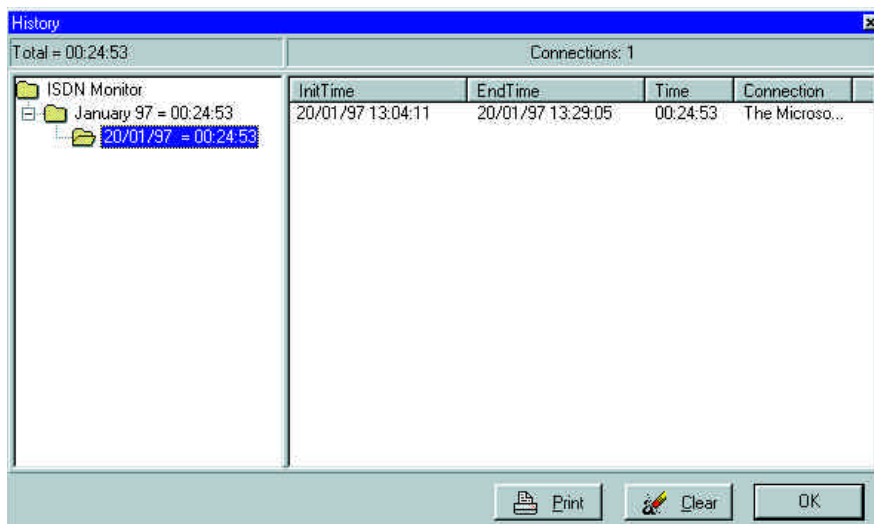 History
Total = 00:24:53 Connections: 1
ISDN Monitor
January 97 = 00:24:53
20/01/97 = 00:24:53
InitTime EndTime Time Connection
20/01/97 13:04:11 20/01/97 13:29:05 00:24:53 The Microso...
Print Clear OK